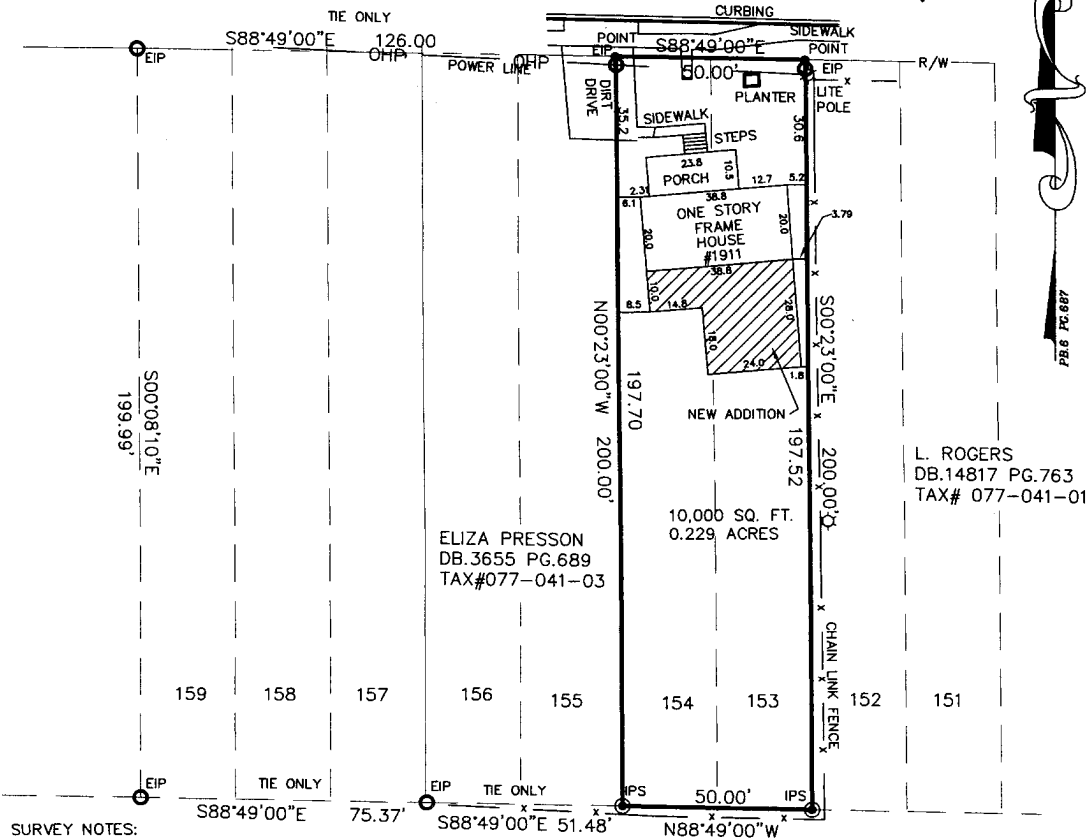 CURBING
TIE ONLY
SIDEWALK
S88°49'00"E
126.00
POINT
S88°49'00"E
POINT
EIP
OHP
POWER LINE
OHP
EIP
EIP
R/W
50.00'
DIRT
DRIVE
PLANTER
LITE
POLE
35.2
SIDEWALK
30.6
STEPS
23.8
PORCH
10.5
12.7
5.2
2.31
6.1
38.8
ONE STORY
FRAME
HOUSE
#1911
20.0
20.0
3.79
38.8
10.0
8.5
14.8
28.0
18.0
24.0
1.8
NEW ADDITION
PB.6 PG.687
S00°08'10"E
199.99'
N00°23'00"W 200.00'
197.70
S00°23'00"E 200.00'
197.52
L. ROGERS
DB.14817 PG.763
TAX# 077-041-01
10,000 SQ. FT.
0.229 ACRES
ELIZA PRESSON
DB.3655 PG.689
TAX#077-041-03
CHAIN LINK FENCE
159
158
157
156
155
154
153
152
151
EIP
TIE ONLY
EIP
TIE ONLY
IPS
50.00'
IPS
S88°49'00"E 75.37'
S88°49'00"E 51.48'
N88°49'00"W
SURVEY NOTES: